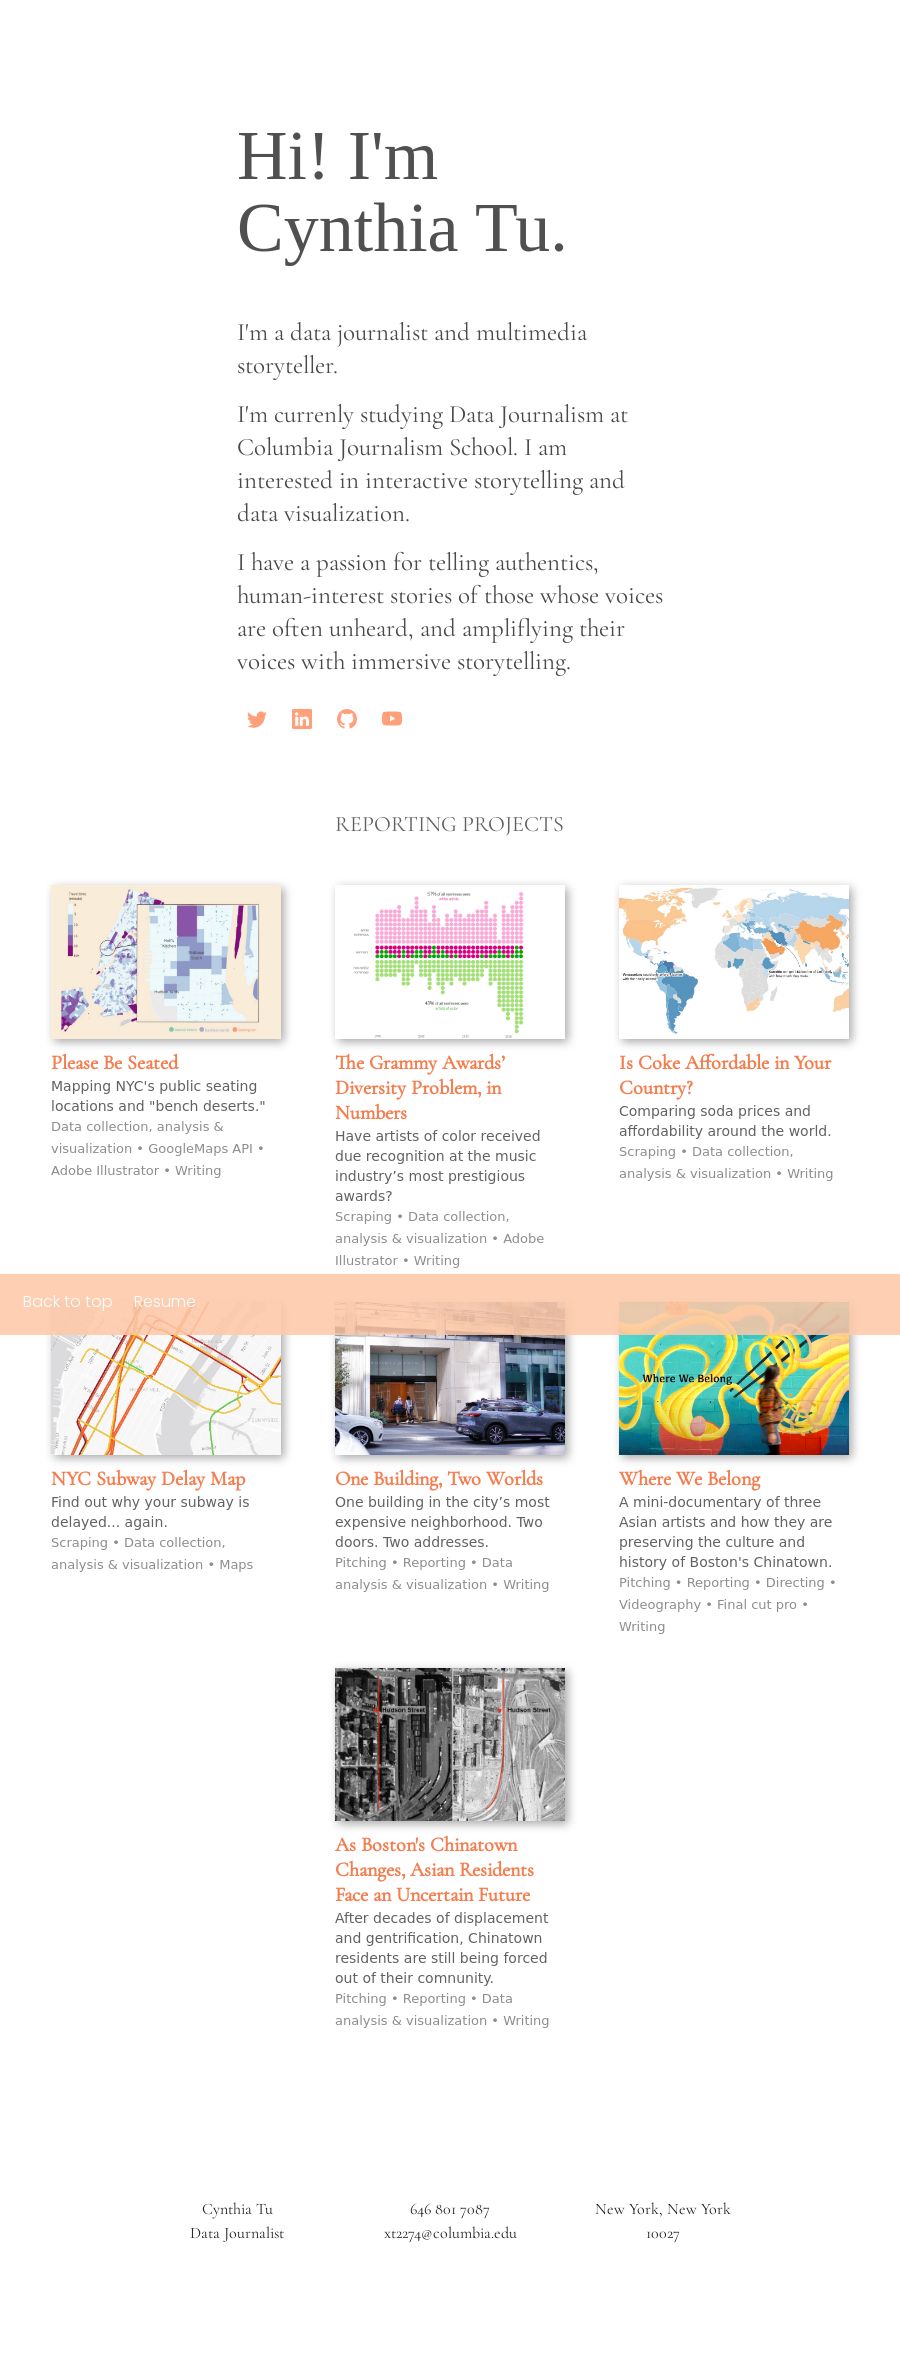 Hi! I'm
Cynthia Tu.
I'm a data journalist and multimedia
storyteller.
I'm currenly studying Data Journalism at
Columbia Journalism School. I am
interested in interactive storytelling and
data visualization.
I have a passion for telling authentics,
human-interest stories of those whose voices
are often unheard, and ampliflying their
voices with immersive storytelling.
REPORTING PROJECTS
Hell's
Kitchen
57% of all nominees were
43% of all nominees were
Please Be Seated
Mapping NYC's public seating
locations and "bench deserts."
Data collection, analysis &
visualization • GoogleMaps API •
Adobe Illustrator • Writing
The Grammy Awards’
Diversity Problem, in
Numbers
Have artists of color received
due recognition at the music
industry’s most prestigious
awards?
Scraping • Data collection,
analysis & visualization • Adobe
Illustrator • Writing
Is Coke Affordable in Your
Country?
Comparing soda prices and
affordability around the world.
Scraping • Data collection,
analysis & visualization • Writing
Back to top
Resume
Where We Belong
NYC Subway Delay Map
Find out why your subway is
delayed... again.
Scraping • Data collection,
analysis & visualization • Maps
One Building, Two Worlds
One building in the city’s most
expensive neighborhood. Two
doors. Two addresses.
Pitching • Reporting • Data
analysis & visualization • Writing
Where We Belong
A mini-documentary of three
Asian artists and how they are
preserving the culture and
history of Boston's Chinatown.
Pitching • Reporting • Directing •
Videography • Final cut pro •
Writing
Hudson Street
Hudson Street
As Boston's Chinatown
Changes, Asian Residents
Face an Uncertain Future
After decades of displacement
and gentrification, Chinatown
residents are still being forced
out of their comnunity.
Pitching • Reporting • Data
analysis & visualization • Writing
Cynthia Tu
Data Journalist
646 801 7087
xt2274@columbia.edu
New York, New York
10027